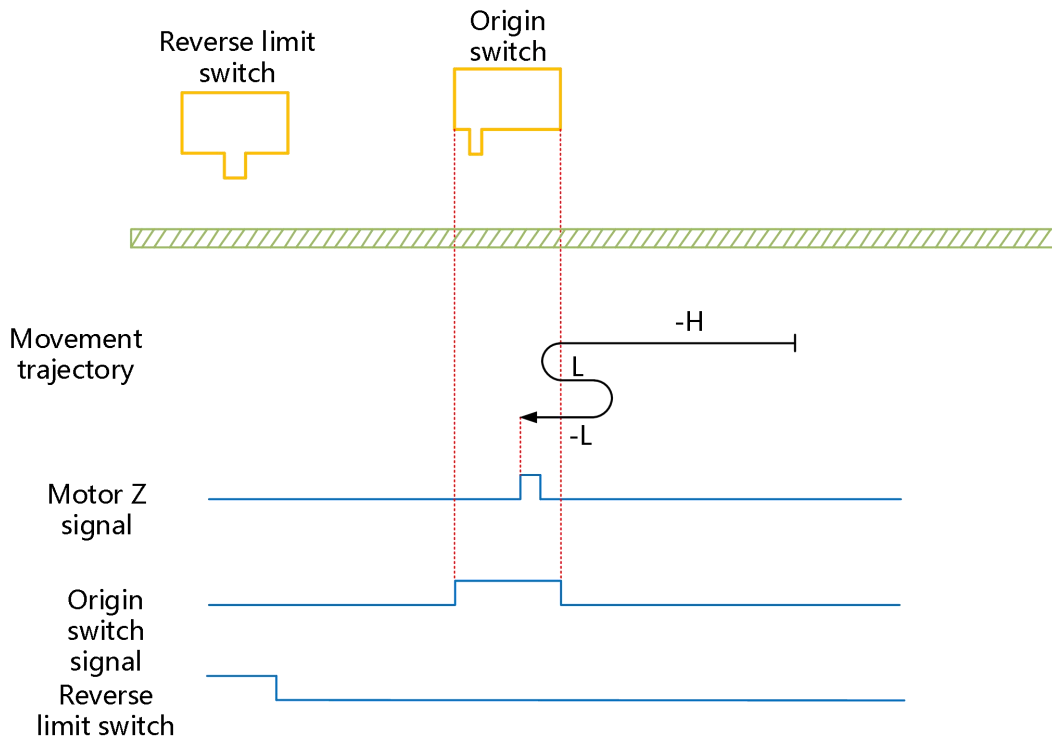 Reverse limit
switch
Origin
switch
Movement
trajectory
-H
L
-L
Motor Z
signal
Origin
switch
signal
Reverse
limit switch